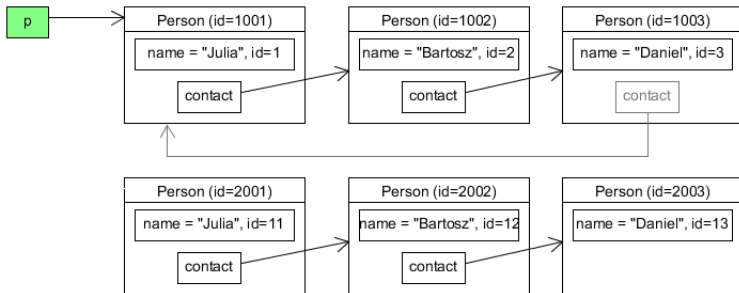 p
Person (id=1001)
name = "Julia", id=1
contact
Person (id=1002)
name = "Bartosz", id=2
contact
Person (id=1003)
name = "Daniel", id=3
contact
Person (id=2001)
name = "Julia", id=11
contact
Person (id=2002)
name = "Bartosz", id=12
contact
Person (id=2003)
name = "Daniel", id=13